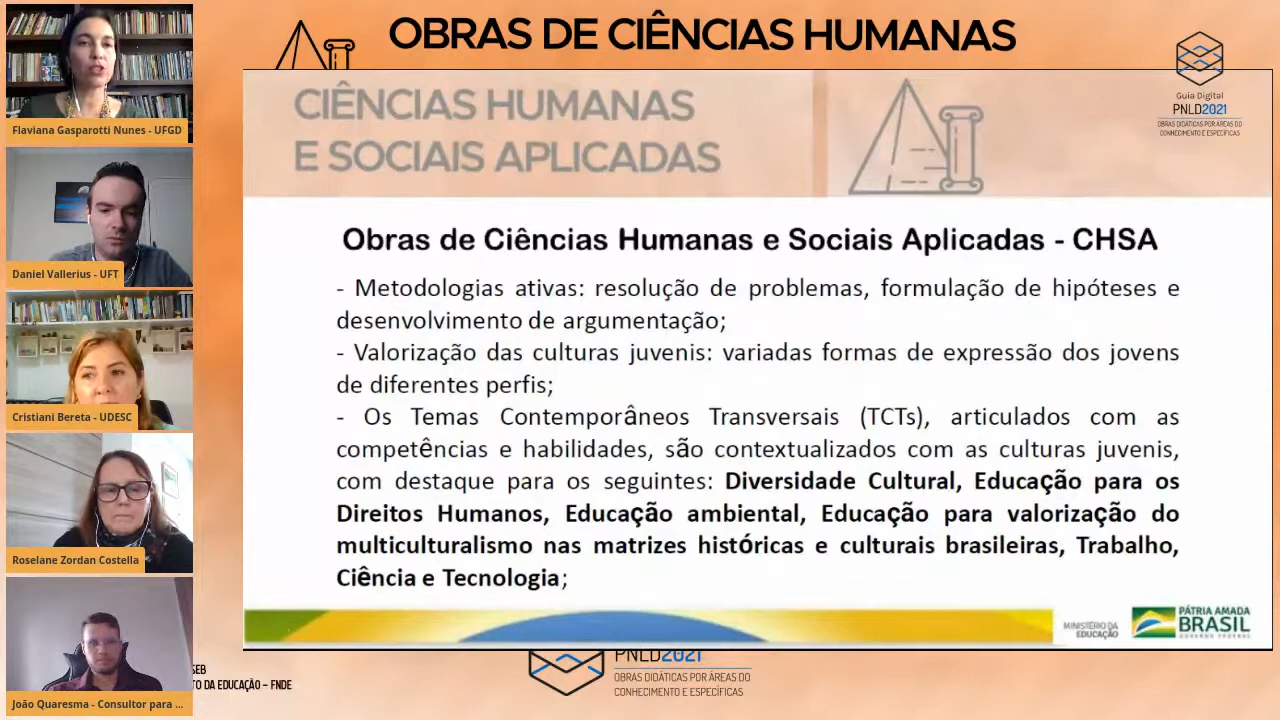 OBRAS DE CIÊNCIAS HUMANAS
Guia Digital
PNLD2021
OBRAS DIDÁTICAS POR ÁREAS DO
CONHECIMENTO E ESPECÍFICAS
CIÊNCIAS HUMANAS
E SOCIAIS APLICADAS
Obras de Ciências Humanas e Sociais Aplicadas - CHSA
- Metodologias ativas: resolução de problemas, formulação de hipóteses e
desenvolvimento de argumentação;
- Valorização das culturas juvenis: variadas formas de expressão dos jovens
de diferentes perfis;
- Os Temas Contemporâneos Transversais (TCTs), articulados com as
competências e habilidades, são contextualizados com as culturas juvenis,
com destaque para os seguintes: Diversidade Cultural, Educação para os
Direitos Humanos, Educação ambiental, Educação para valorização do
multiculturalismo nas matrizes históricas e culturais brasileiras, Trabalho,
Ciência e Tecnologia;
MINISTÉRIO DA
EDUCAÇÃO
PÁTRIA AMADA
BRASIL
GOVERNO FEDERAL
Flaviana Gasparotti Nunes - UFGD
Daniel Vallerius - UFT
Cristiani Bereta - UDESC
Roselane Zordan Costella
João Quaresma - Consultor para ...
SEB
TO DA EDUCAÇÃO – FNDE
PNLD2021
OBRAS DIDÁTICAS POR ÁREAS DO
CONHECIMENTO E ESPECÍFICAS